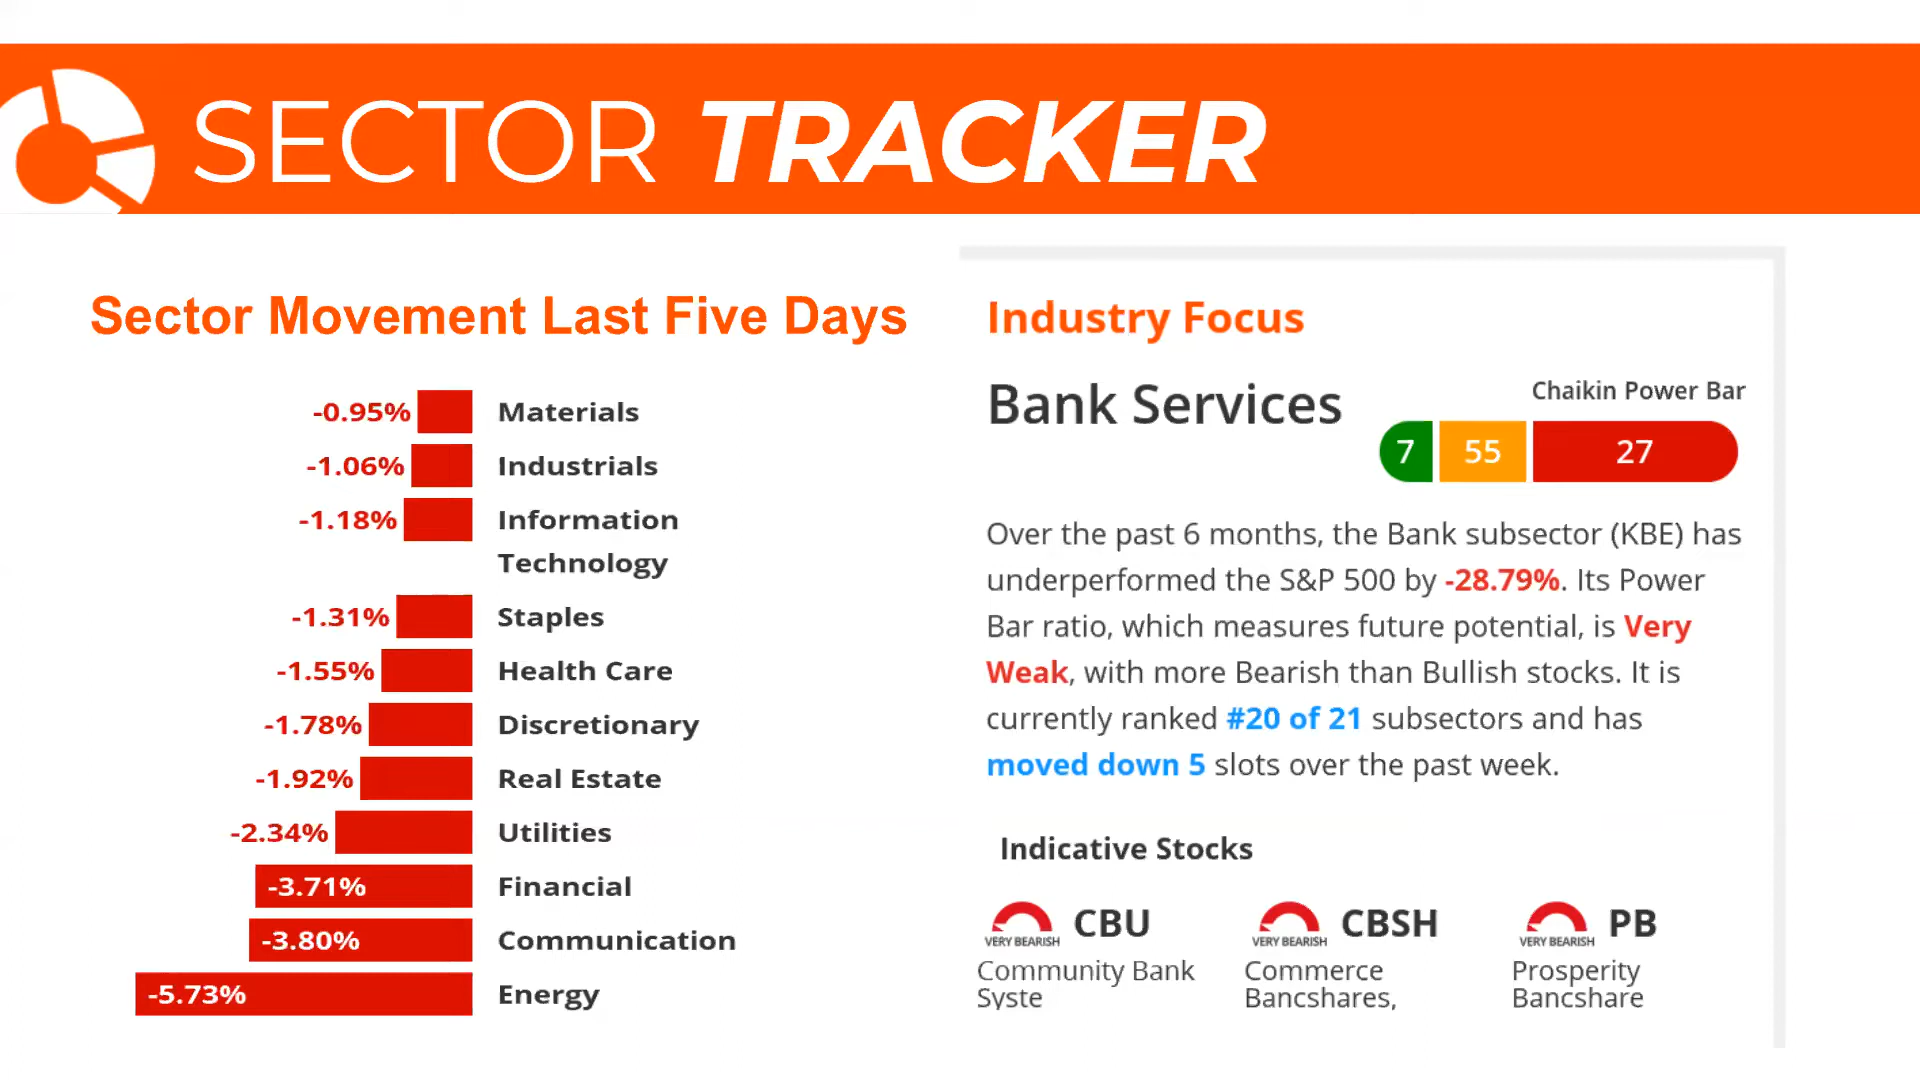 SECTOR TRACKER
Sector Movement Last Five Days
-0.95% Materials
-1.06% Industrials
-1.18% Information
Technology
-1.31% Staples
-1.55% Health Care
-1.78% Discretionary
-1.92% Real Estate
-2.34% Utilities
-3.71% Financial
-3.80% Communication
-5.73% Energy
Industry Focus
Bank Services
Chaikin Power Bar
7 55 27
Over the past 6 months, the Bank subsector (KBE) has
underperformed the S&P 500 by -28.79%. Its Power
Bar ratio, which measures future potential, is Very
Weak, with more Bearish than Bullish stocks. It is
currently ranked #20 of 21 subsectors and has
moved down 5 slots over the past week.
Indicative Stocks
VERY BEARISH CBU
Community Bank
Syste
VERY BEARISH CBSH
Commerce
Bancshares,
VERY BEARISH PB
Prosperity
Bancshare